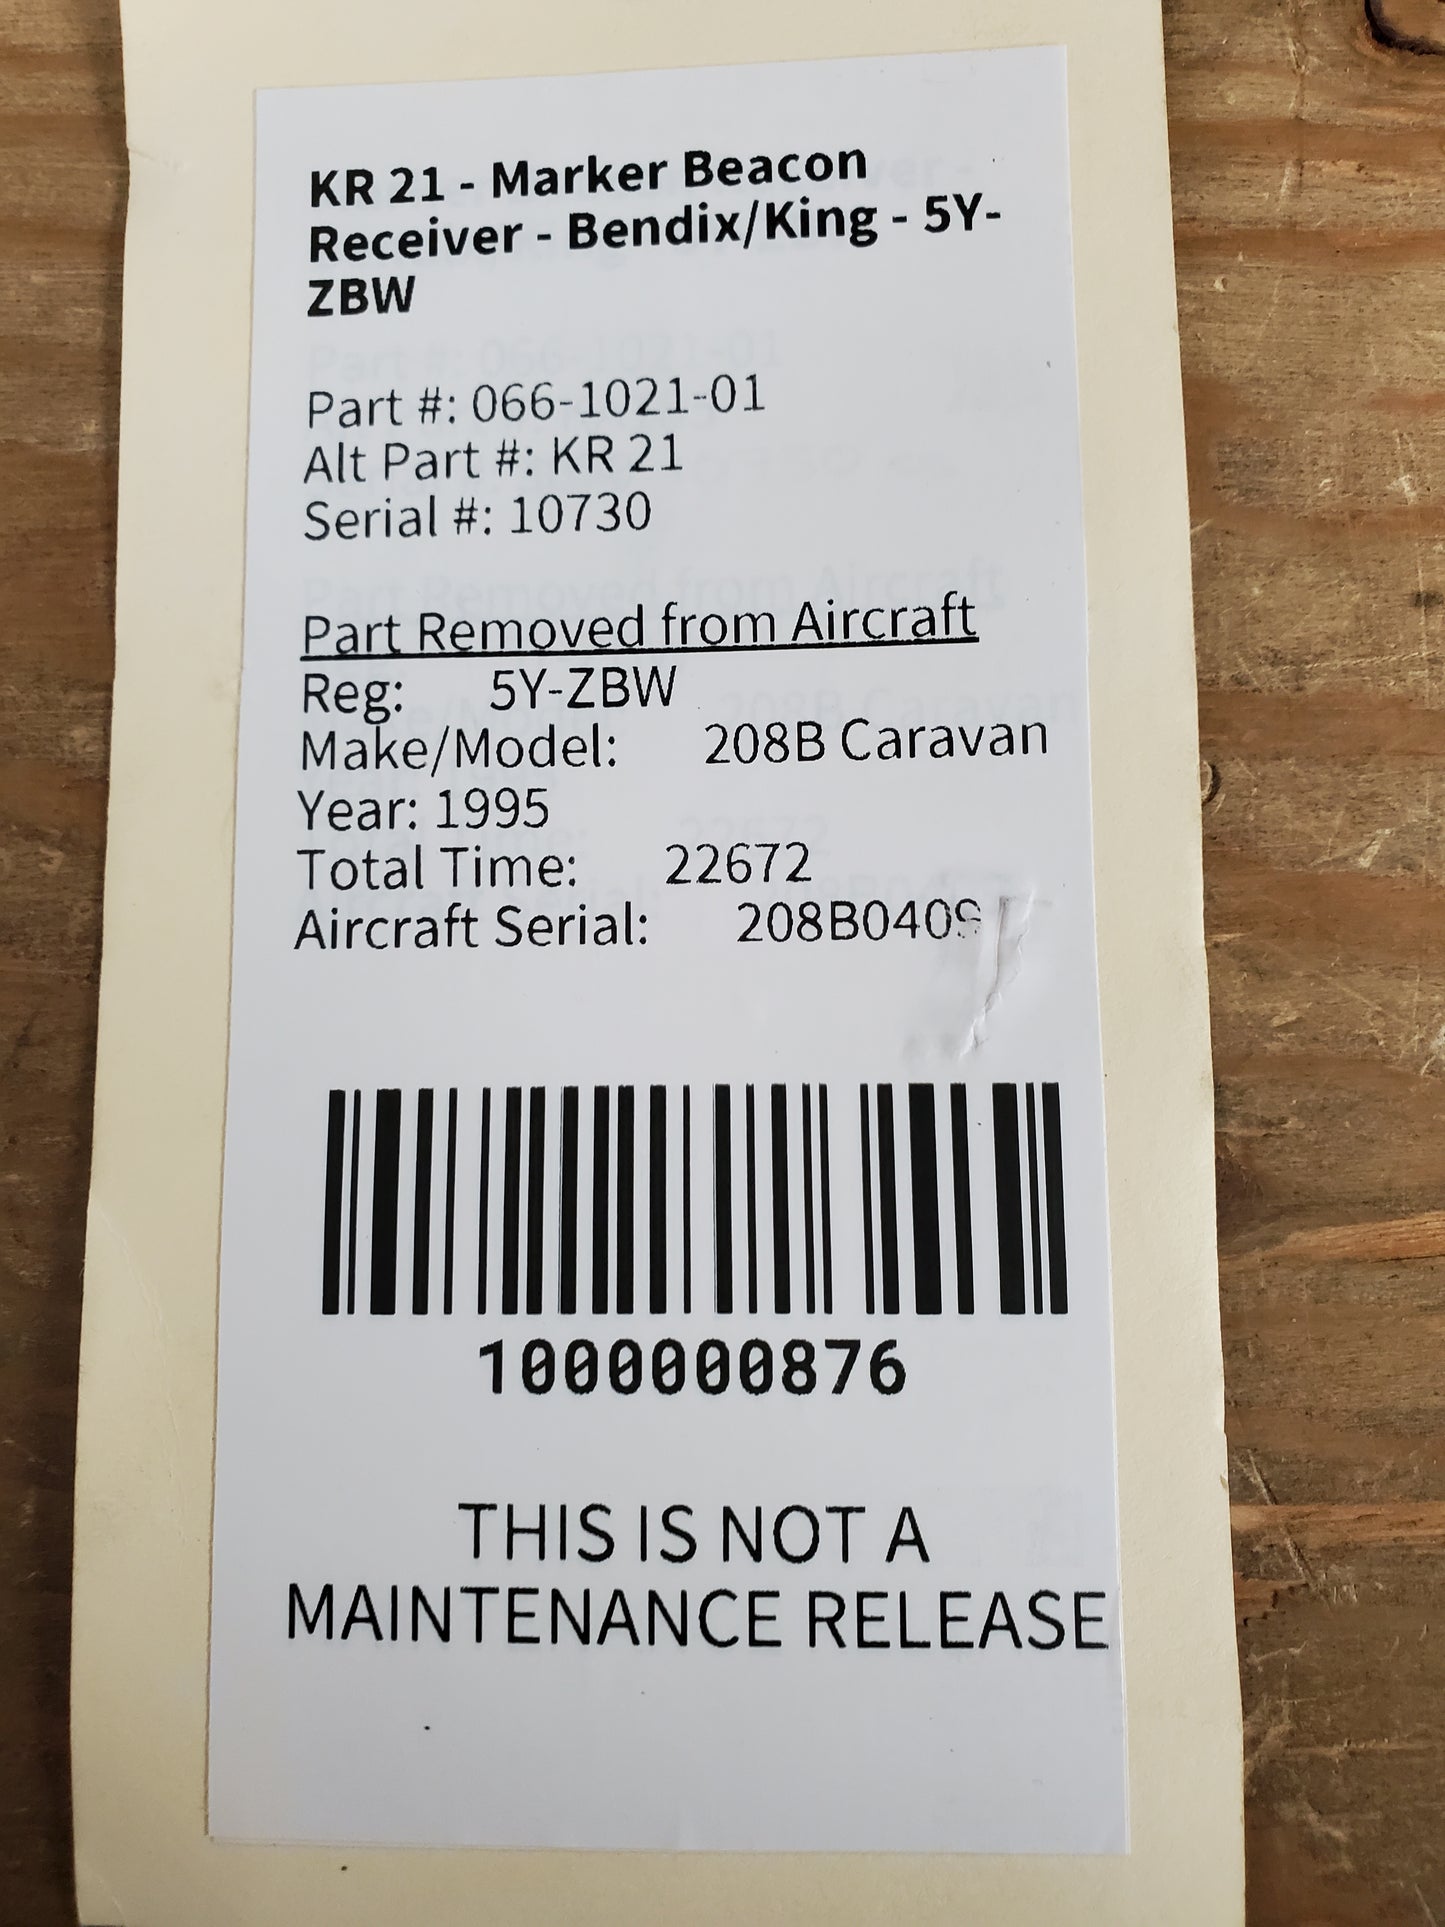 KR 21 - Marker Beacon
Receiver - Bendix/King - 5Y-
ZBW
Part #: 066-1021-01
Alt Part #: KR 21
Serial #: 10730
Part Removed from Aircraft
Reg: 5Y-ZBW
Make/Model: 208B Caravan
Year: 1995
Total Time: 22672
Aircraft Serial:
1000000876
THIS IS NOT A
MAINTENANCE RELEASE